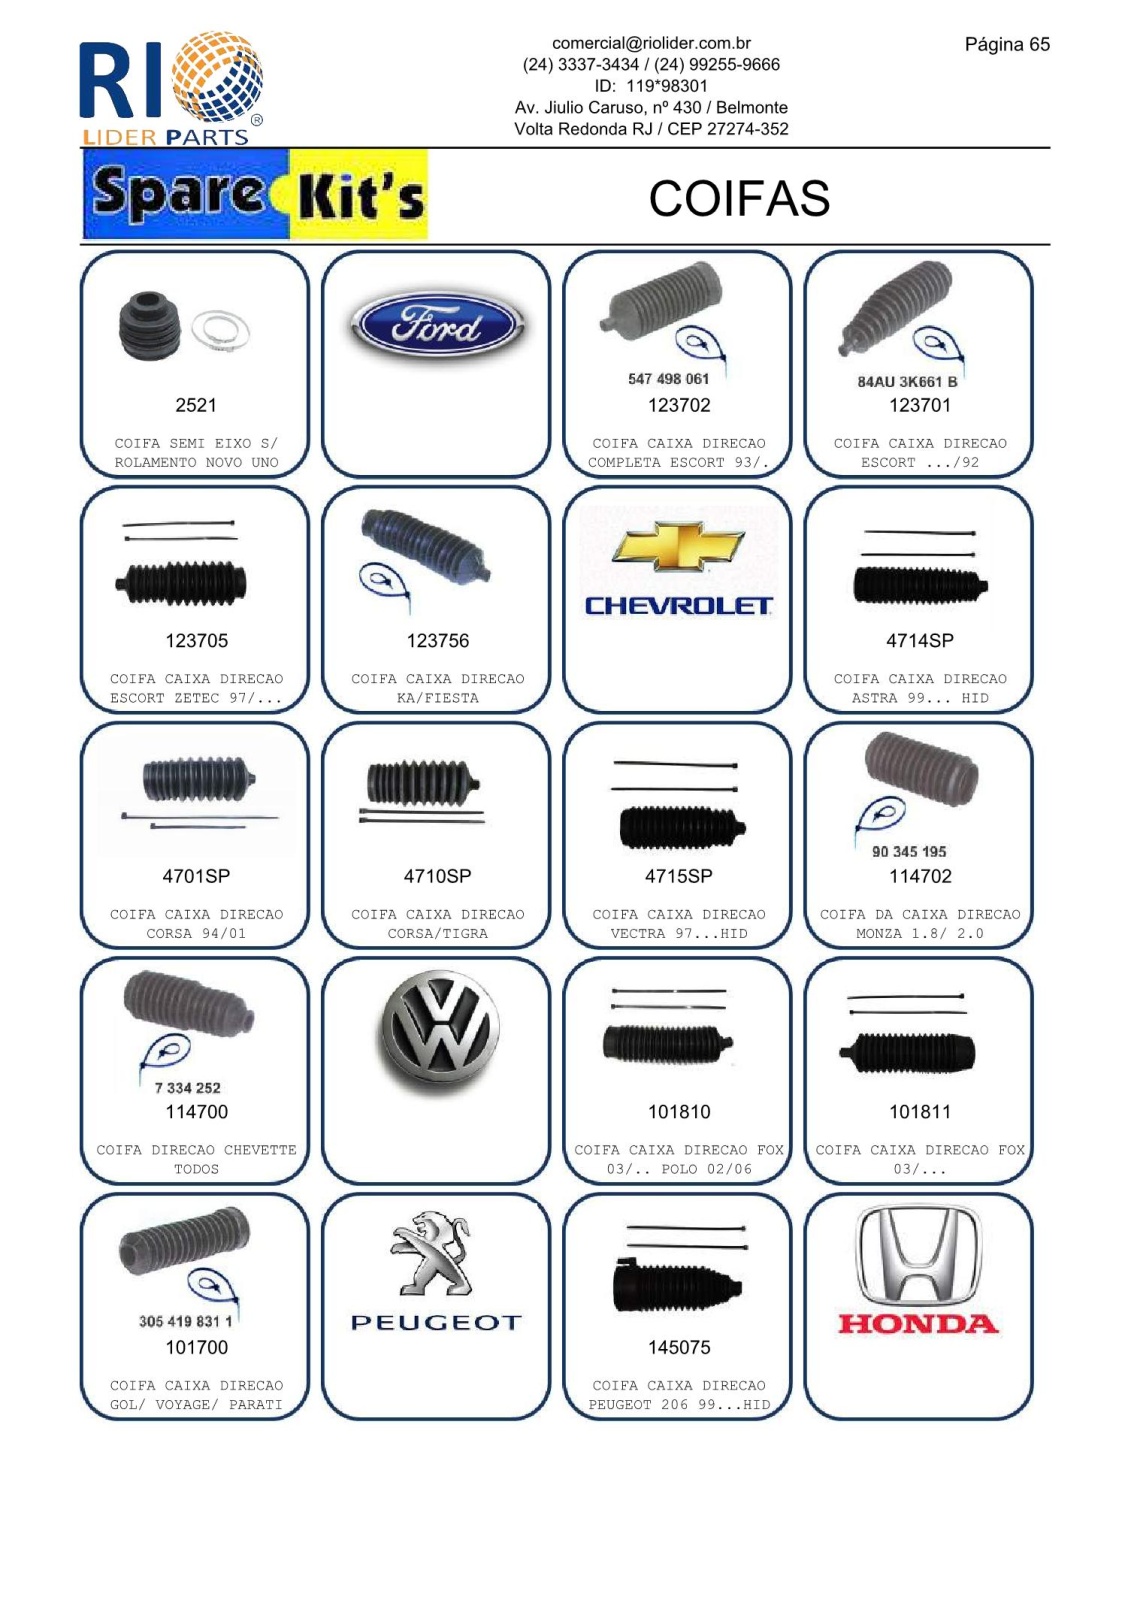 RIO
LIDER PARTS
®
comercial@riolider.com.br
(24) 3337-3434 / (24) 99255-9666
ID: 119*98301
Av. Jiulio Caruso, nº 430 / Belmonte
Volta Redonda RJ / CEP 27274-352
Página 65
Spare Kit's
COIFAS
2521
COIFA SEMI EIXO S/
ROLAMENTO NOVO UNO
Ford
547 498 061
123702
COIFA CAIXA DIRECAO
COMPLETA ESCORT 93/.
84AU 3K661 B
123701
COIFA CAIXA DIRECAO
ESCORT .../92
123705
COIFA CAIXA DIRECAO
ESCORT ZETEC 97/...
123756
COIFA CAIXA DIRECAO
KA/FIESTA
CHEVROLET
4714SP
COIFA CAIXA DIRECAO
ASTRA 99... HID
4701SP
COIFA CAIXA DIRECAO
CORSA 94/01
4710SP
COIFA CAIXA DIRECAO
CORSA/TIGRA
4715SP
COIFA CAIXA DIRECAO
VECTRA 97...HID
90 345 195
114702
COIFA DA CAIXA DIRECAO
MONZA 1.8/ 2.0
7 334 252
114700
COIFA DIRECAO CHEVETTE
TODOS
VW
101810
COIFA CAIXA DIRECAO FOX
03/.. POLO 02/06
101811
COIFA CAIXA DIRECAO FOX
03/...
305 419 831 1
101700
COIFA CAIXA DIRECAO
GOL/ VOYAGE/ PARATI
PEUGEOT
145075
COIFA CAIXA DIRECAO
PEUGEOT 206 99...HID
HONDA